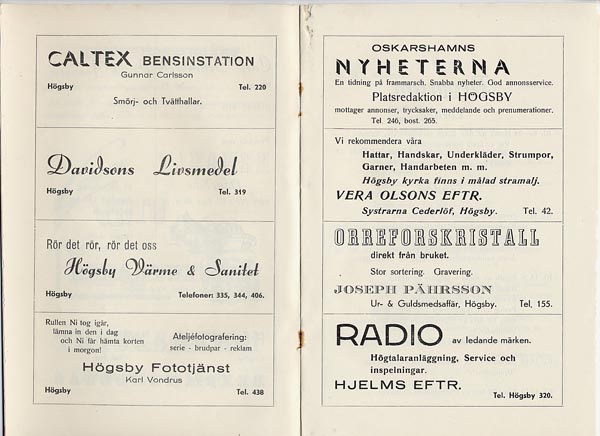 CALTEX BENSINSTATION
Gunnar Carlsson
Högsby Tel. 220
Smörj- och Tvätthallar.
Davidsons Livsmedel
Högsby Tel. 319
Rör det rör, rör det oss
Högsby Värme & Sanitet
Högsby Telefoner: 335, 344, 406.
Rullen Ni tog igår,
lämna in den i dag
och Ni får hämta korten
i morgon!
Ateljéfotografering:
serie - brudpar - reklam
Högsby Fototjänst
Karl Vondrus
Högsby Tel. 438
OSKARSHAMNS
NYHETERNA
En tidning på frammarsch. Snabba nyheter. God annonsservice.
Platsredaktion i HÖGSBY
mottager annonser, trycksaker, meddelande och prenumerationer.
Tel 246, bost. 265.
Vi rekommendera våra
Hattar, Handskar, Underkläder, Strumpor,
Garner, Handarbeten m. m.
Högsby kyrka finns i målad stramalj.
VERA OLSONS EFTR.
Systrarna Cederlöf, Högsby. Tel. 42.
ORREFORSKRISTALL
direkt från bruket.
Stor sortering. Gravering.
JOSEPH PÅHRSSON
Ur- & Guldsmedsaffär, Högsby. Tel. 155.
RADIO av ledande märken.
Högtalaranläggning, Service och
inspelningar.
HJELMS EFTR.
Tel. Högsby 320.